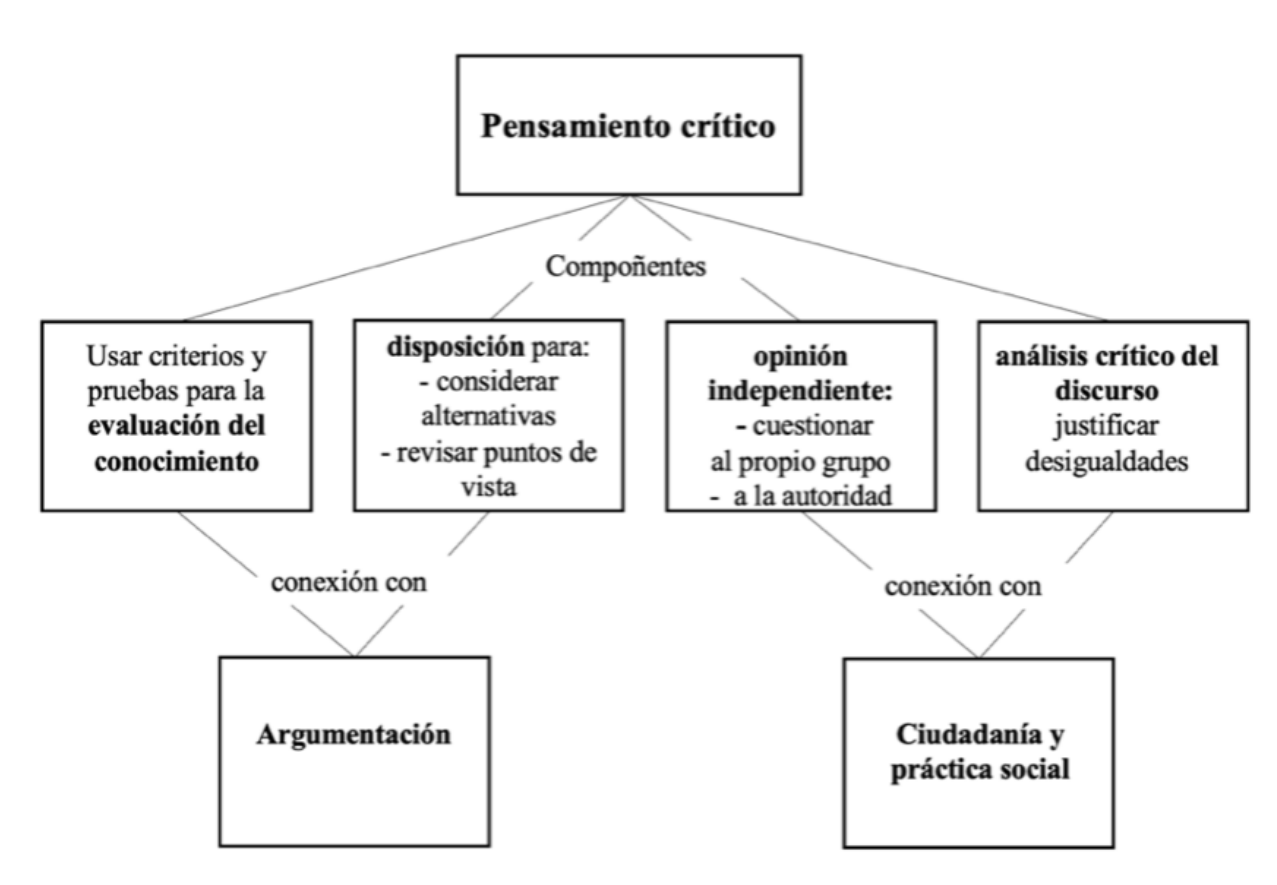 Pensamiento crítico
Compoñentes
Usar criterios y
pruebas para la
evaluación del
conocimiento
disposición para:
- considerar
alternativas
- revisar puntos de
vista
opinión
independiente:
- cuestionar
al propio grupo
- a la autoridad
análisis crítico del
discurso
justificar
desigualdades
conexión con
conexión con
Argumentación
Ciudadanía y
práctica social